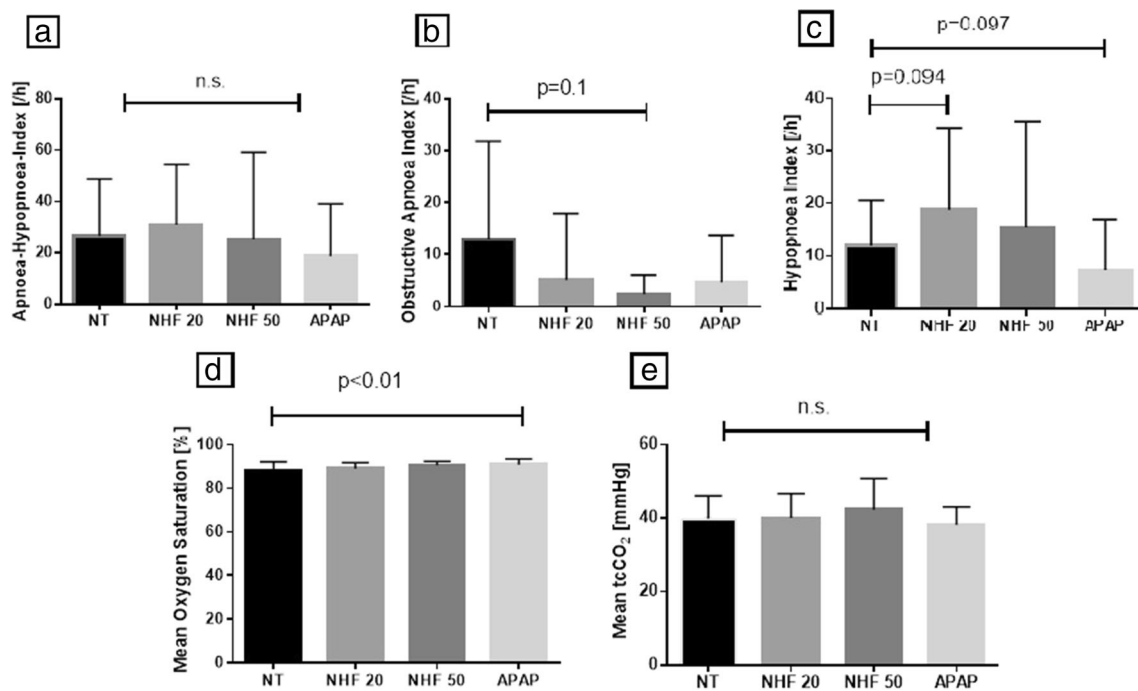 a
n.s.
Apnoea-Hypopnoea-Index [/h]
80
60
40
20
0
NT NHF 20 NHF 50 APAP
b
p=0.1
Obstructive Apnoea Index [/h]
40
30
20
10
0
NT NHF 20 NHF 50 APAP
c
p=0.097
p=0.094
Hypopnoea Index [/h]
40
30
20
10
0
NT NHF 20 NHF 50 APAP
d
p<0.01
Mean Oxygen Saturation [%]
100
80
60
40
20
0
NT NHF 20 NHF 50 APAP
e
n.s.
Mean tcCO₂ [mmHg]
60
40
20
0
NT NHF 20 NHF 50 APAP